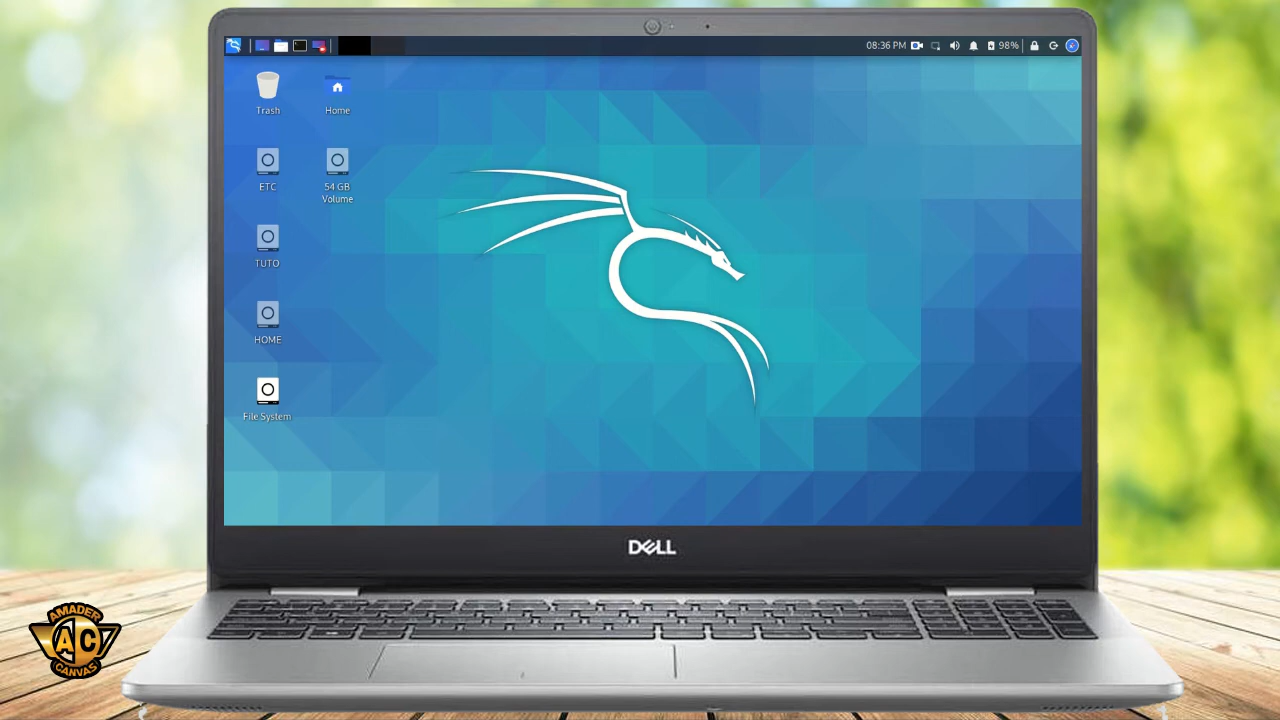 08:36 PM
98%
Trash
Home
ETC
54 GB
Volume
TUTO
HOME
File System
DELL
AMADER
AC
CANVAS